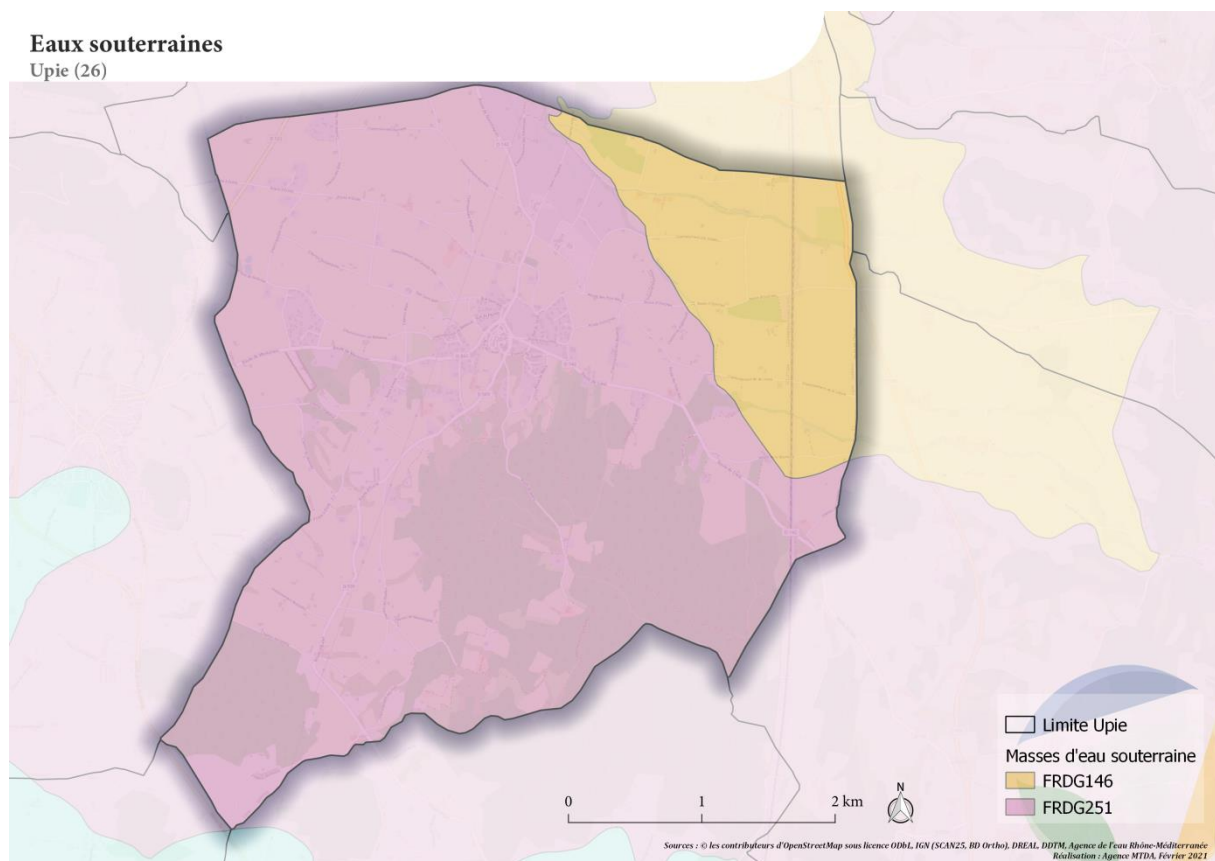 Eaux souterraines
Upie (26)
Limite Upie
Masses d'eau souterraine
FRDG146
FRDG251
0 1 2 km
N
Sources : © les contributeurs d'OpenStreetMap sous licence ODbL, IGN (SCAN25, BD Ortho), DREAL, DDTM, Agence de l'eau Rhône-Méditerranée
Réalisation : Agence MTDA, Février 2021